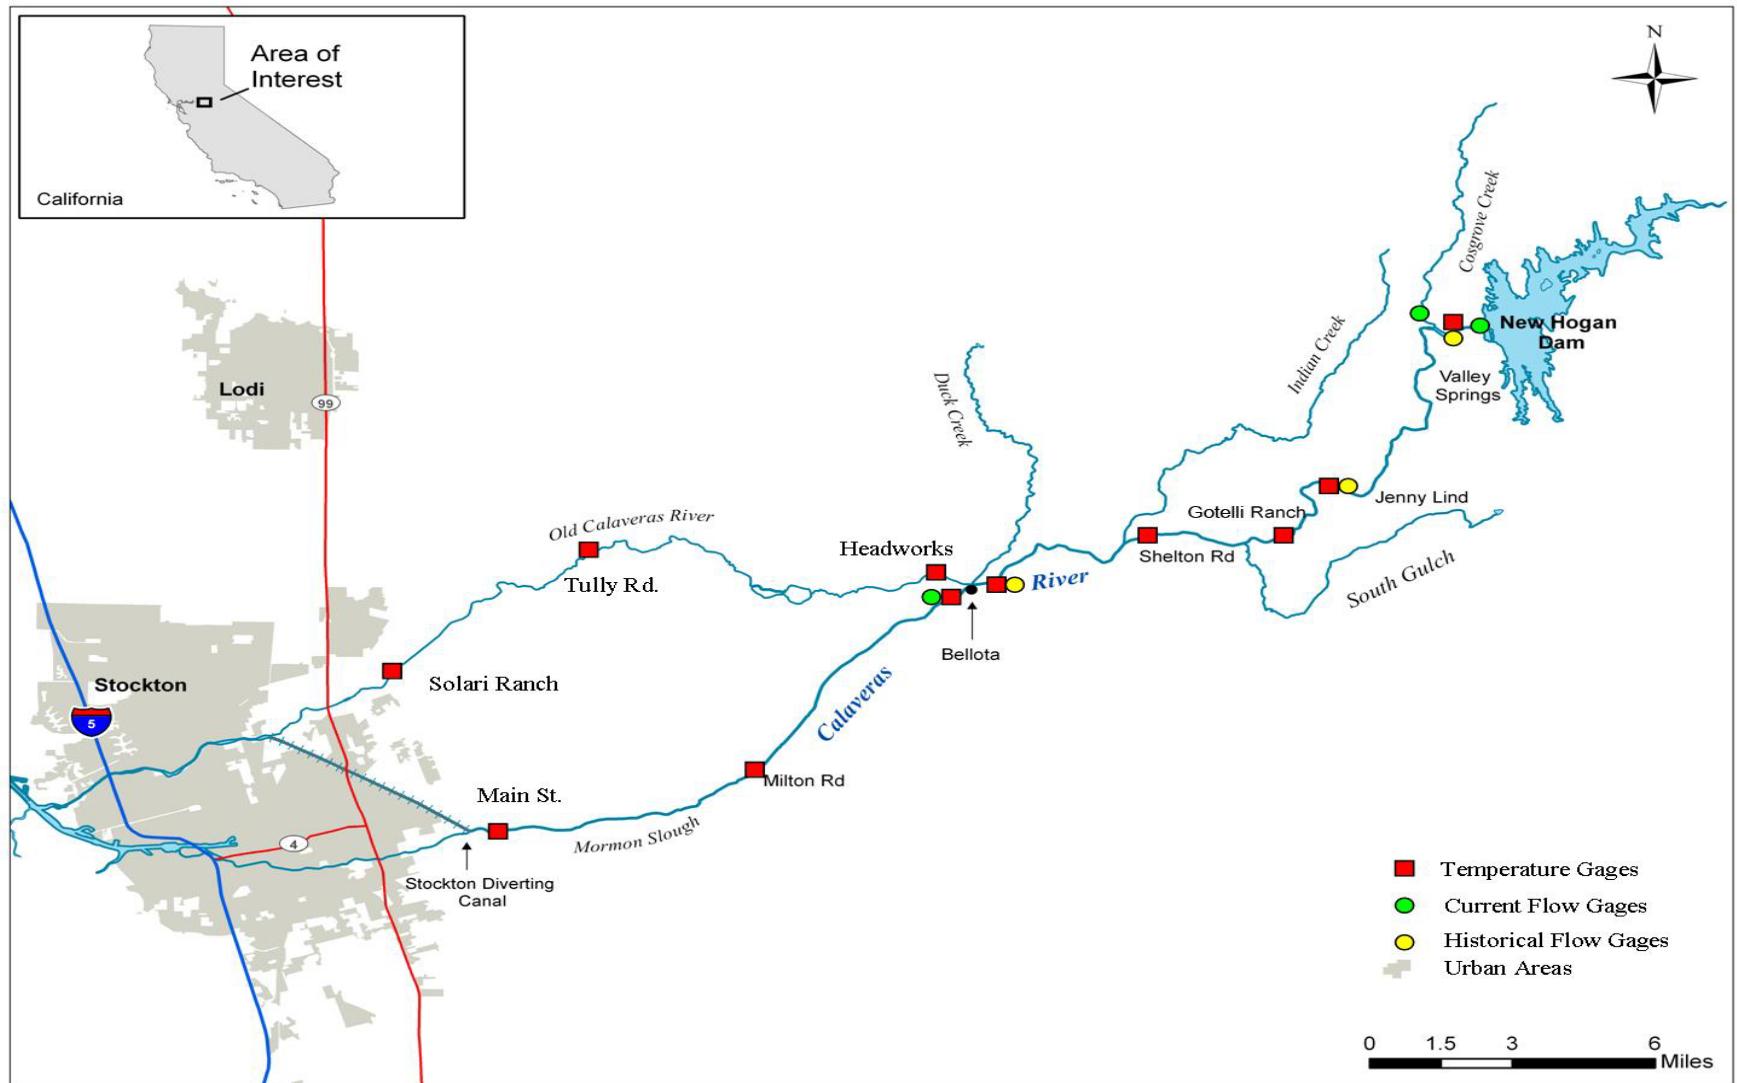 Area of
Interest
California
N
Cosgrove Creek
Indian Creek
New Hogan
Dam
Valley
Springs
Duck Creek
Lodi
99
Jenny Lind
Gotelli Ranch
Old Calaveras River
Headworks
Shelton Rd
South Gulch
Tully Rd.
River
Bellota
Solari Ranch
Stockton
5
Calaveras
Milton Rd
Main St.
Mormon Slough
4
Stockton Diverting
Canal
Temperature Gages
Current Flow Gages
Historical Flow Gages
Urban Areas
0 1.5 3 6
Miles